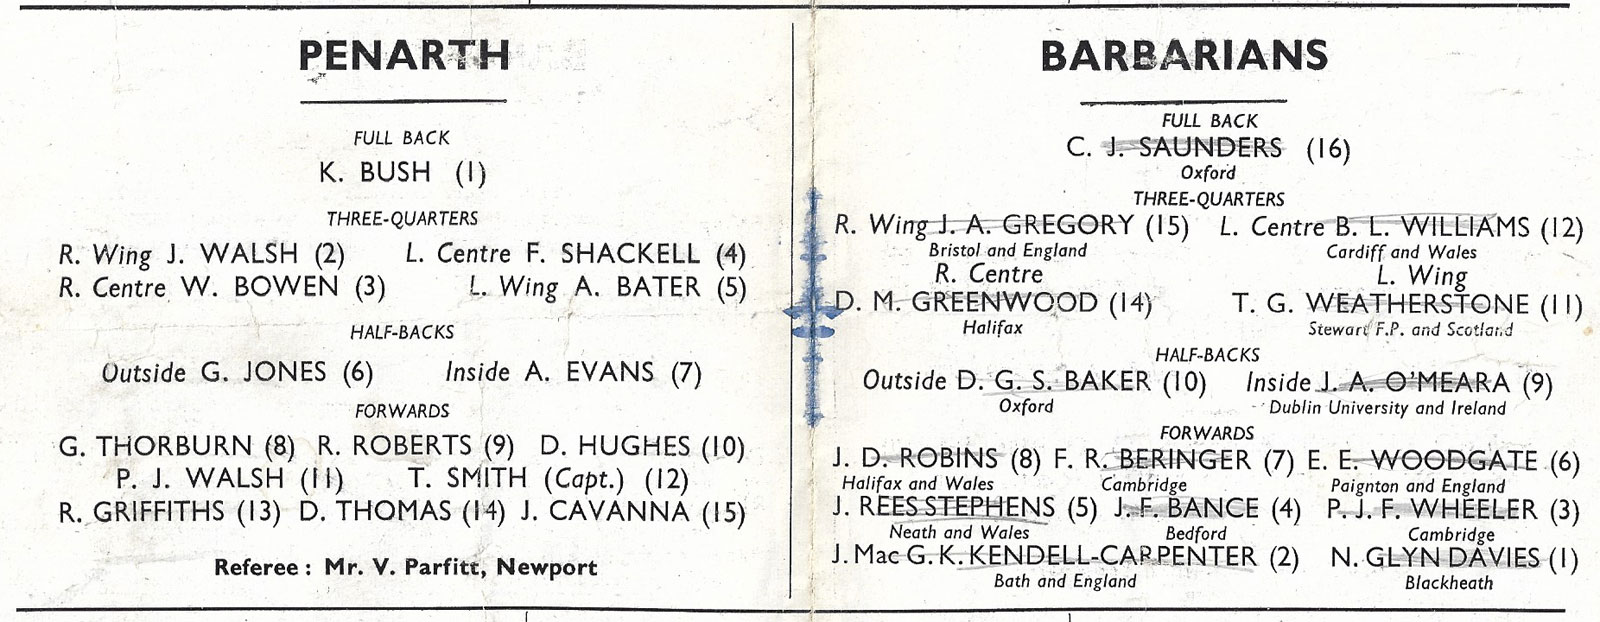 PENARTH
FULL BACK
K. BUSH (1)
THREE-QUARTERS
R. Wing J. WALSH (2) L. Centre F. SHACKELL (4)
R. Centre W. BOWEN (3) L. Wing A. BATER (5)
HALF-BACKS
Outside G. JONES (6) Inside A. EVANS (7)
FORWARDS
G. THORBURN (8) R. ROBERTS (9) D. HUGHES (10)
P. J. WALSH (11) T. SMITH (Capt.) (12)
R. GRIFFITHS (13) D. THOMAS (14) J. CAVANNA (15)
Referee : Mr. V. Parfitt, Newport
BARBARIANS
FULL BACK
C. J. SAUNDERS (16)
Oxford
THREE-QUARTERS
R. Wing J. A. GREGORY (15) L. Centre B. L. WILLIAMS (12)
Bristol and England Cardiff and Wales
R. Centre L. Wing
D. M. GREENWOOD (14) T. G. WEATHERSTONE (11)
Halifax Stewart F.P. and Scotland
HALF-BACKS
Outside D. G. S. BAKER (10) Inside J. A. O'MEARA (9)
Oxford Dublin University and Ireland
FORWARDS
J. D. ROBINS (8) F. R. BERINGER (7) E. E. WOODGATE (6)
Halifax and Wales Cambridge Paignton and England
J. REES STEPHENS (5) J. F. BANCE (4) P. J. F. WHEELER (3)
Neath and Wales Bedford Cambridge
J. Mac G. K. KENDELL-CARPENTER (2) N. GLYN DAVIES (1)
Bath and England Blackheath